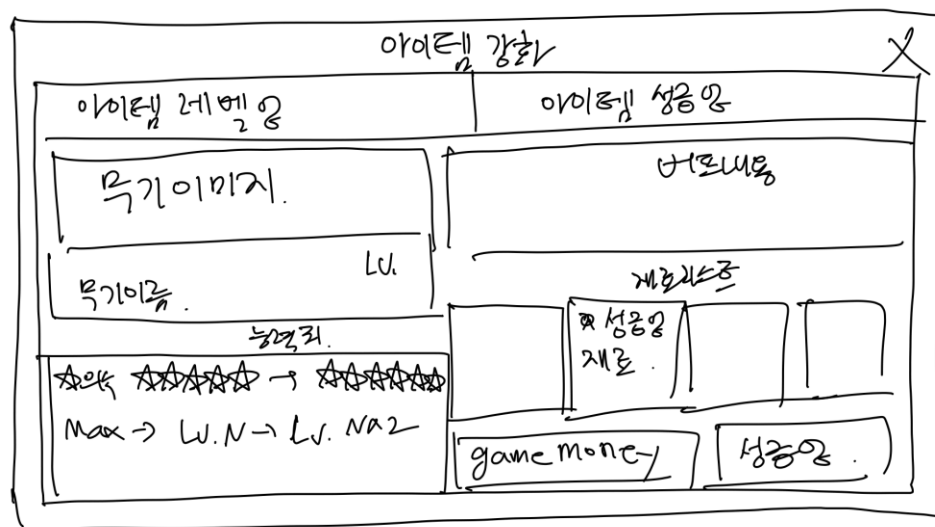 아이템 강화 X
아이템 레벨업
아이템 성급업
무기이미지.
버프내용
무기이름. Lv.
재료리스트
능력치.
성급업
재료.
☆☆☆☆☆ → ☆☆☆☆☆☆
Max → Lv.N → Lv.
game money
성급업.